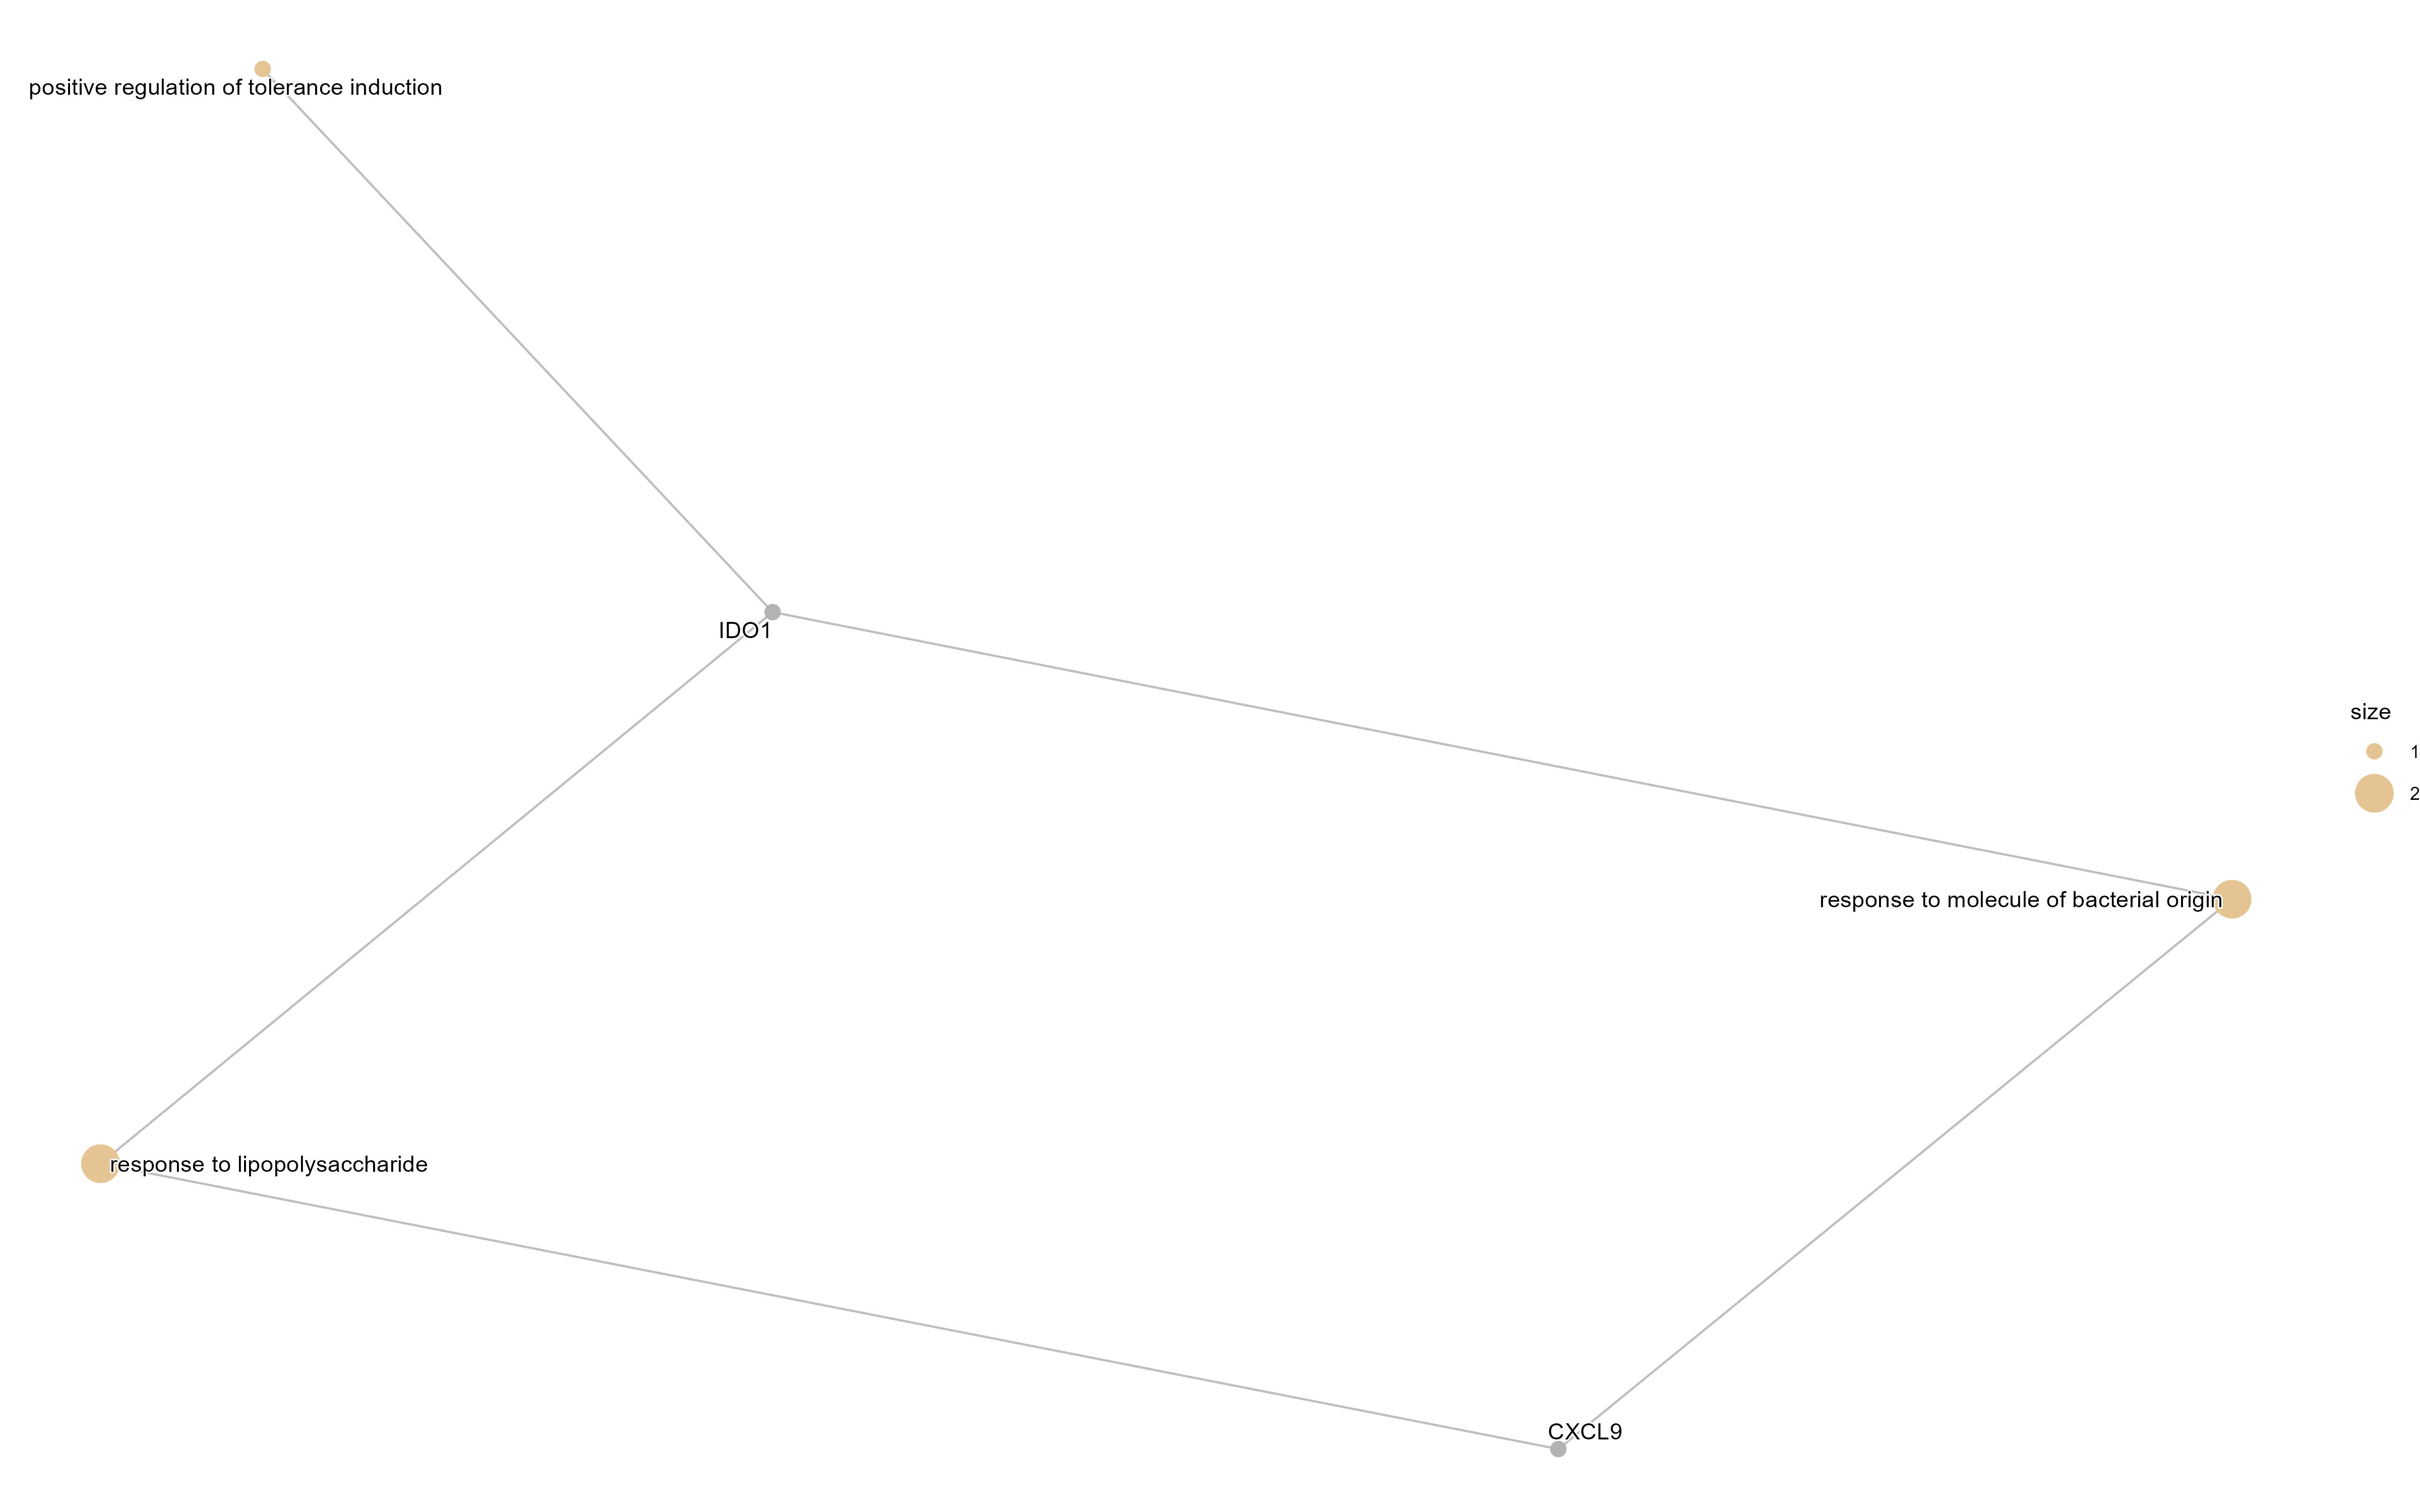 positive regulation of tolerance induction
IDO1
size
1
2
response to molecule of bacterial origin
response to lipopolysaccharide
CXCL9